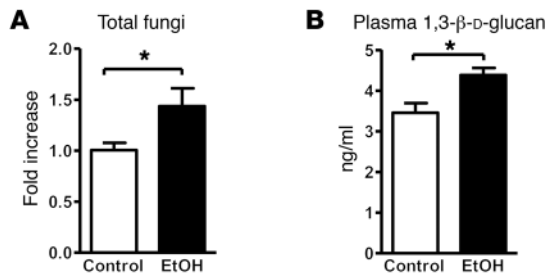 A
Total fungi
Fold increase
2.0
1.5
1.0
0.5
0.0
*
Control EtOH
B
Plasma 1,3-β-D-glucan
ng/ml
5
4
3
2
1
0
*
Control EtOH